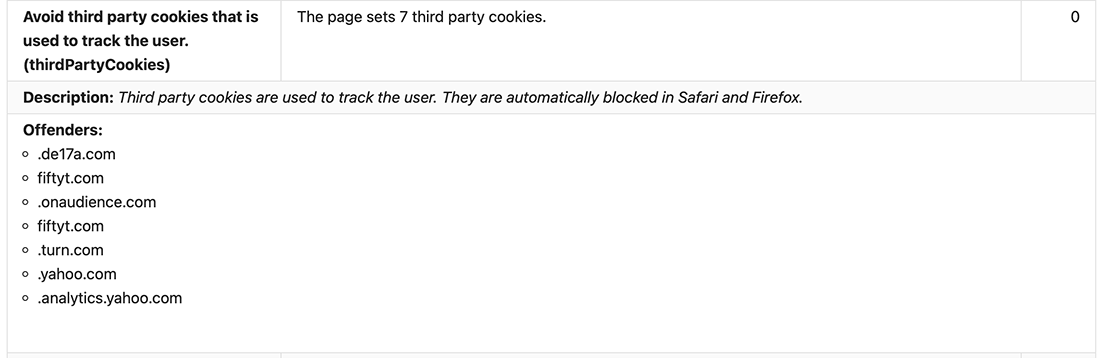 Avoid third party cookies that is
used to track the user.
(thirdPartyCookies)
The page sets 7 third party cookies.
0
Description: Third party cookies are used to track the user. They are automatically blocked in Safari and Firefox.
Offenders:
.de17a.com
fiftyt.com
.onaudience.com
fiftyt.com
.turn.com
.yahoo.com
.analytics.yahoo.com